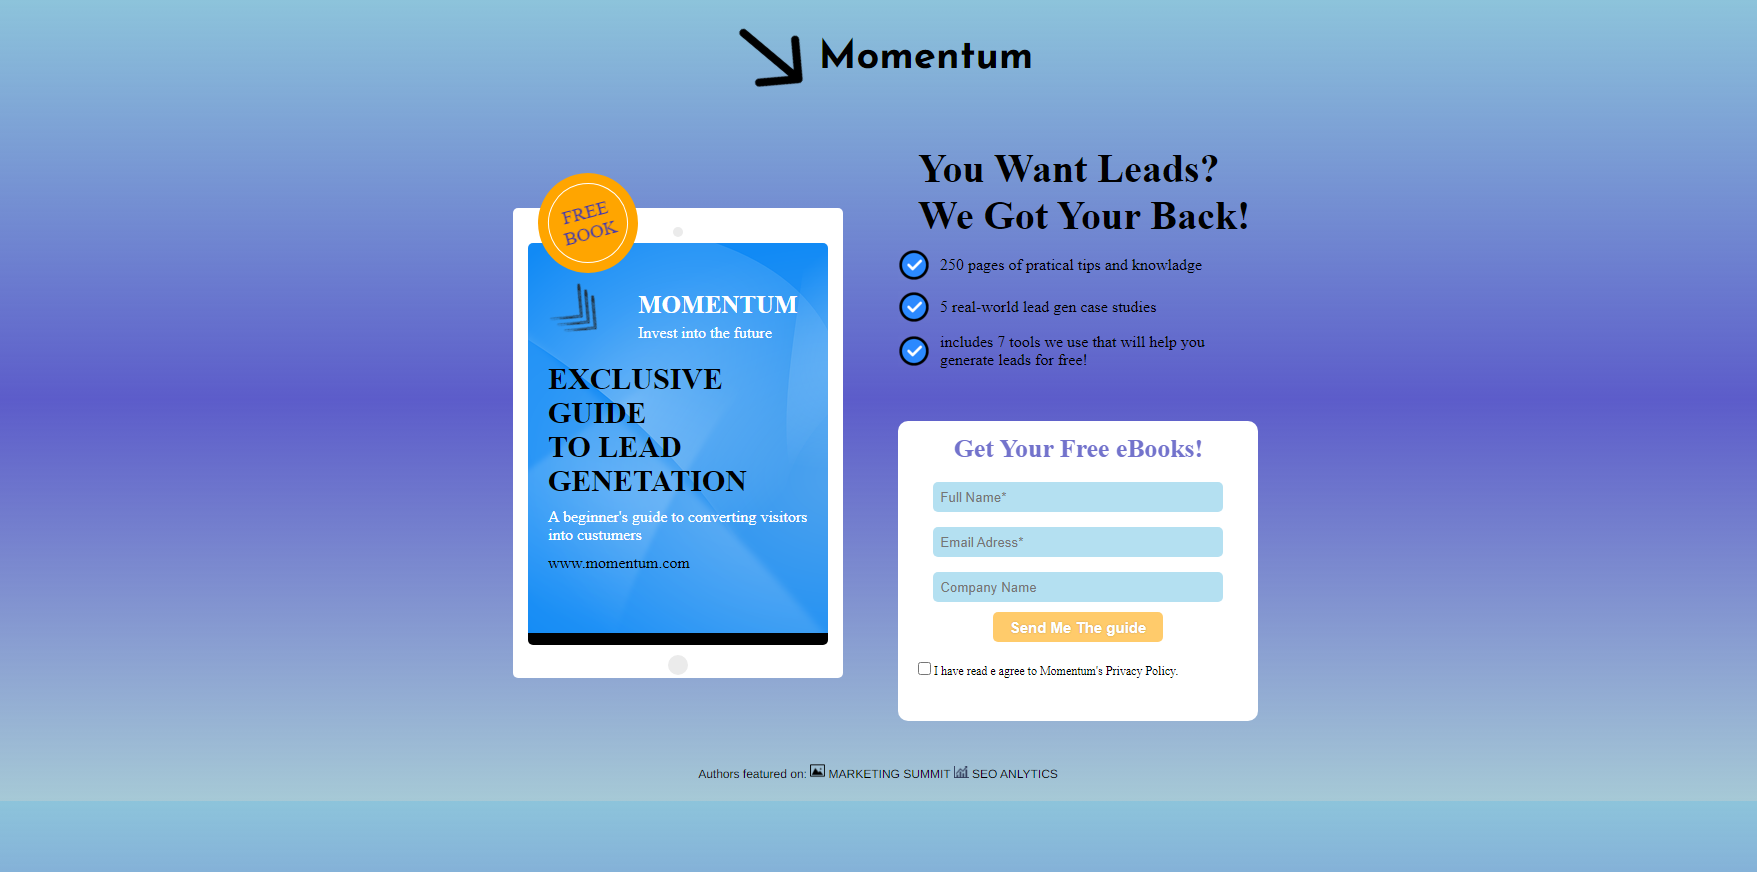 Momentum
FREE
BOOK
MOMENTUM
Invest into the future
EXCLUSIVE
GUIDE
TO LEAD
GENETATION
A beginner's guide to converting visitors
into custumers
www.momentum.com
You Want Leads?
We Got Your Back!
250 pages of pratical tips and knowladge
5 real-world lead gen case studies
includes 7 tools we use that will help you
generate leads for free!
Get Your Free eBooks!
Full Name*
Email Adress*
Company Name
Send Me The guide
I have read e agree to Momentum's Privacy Policy.
Authors featured on: MARKETING SUMMIT SEO ANLYTICS